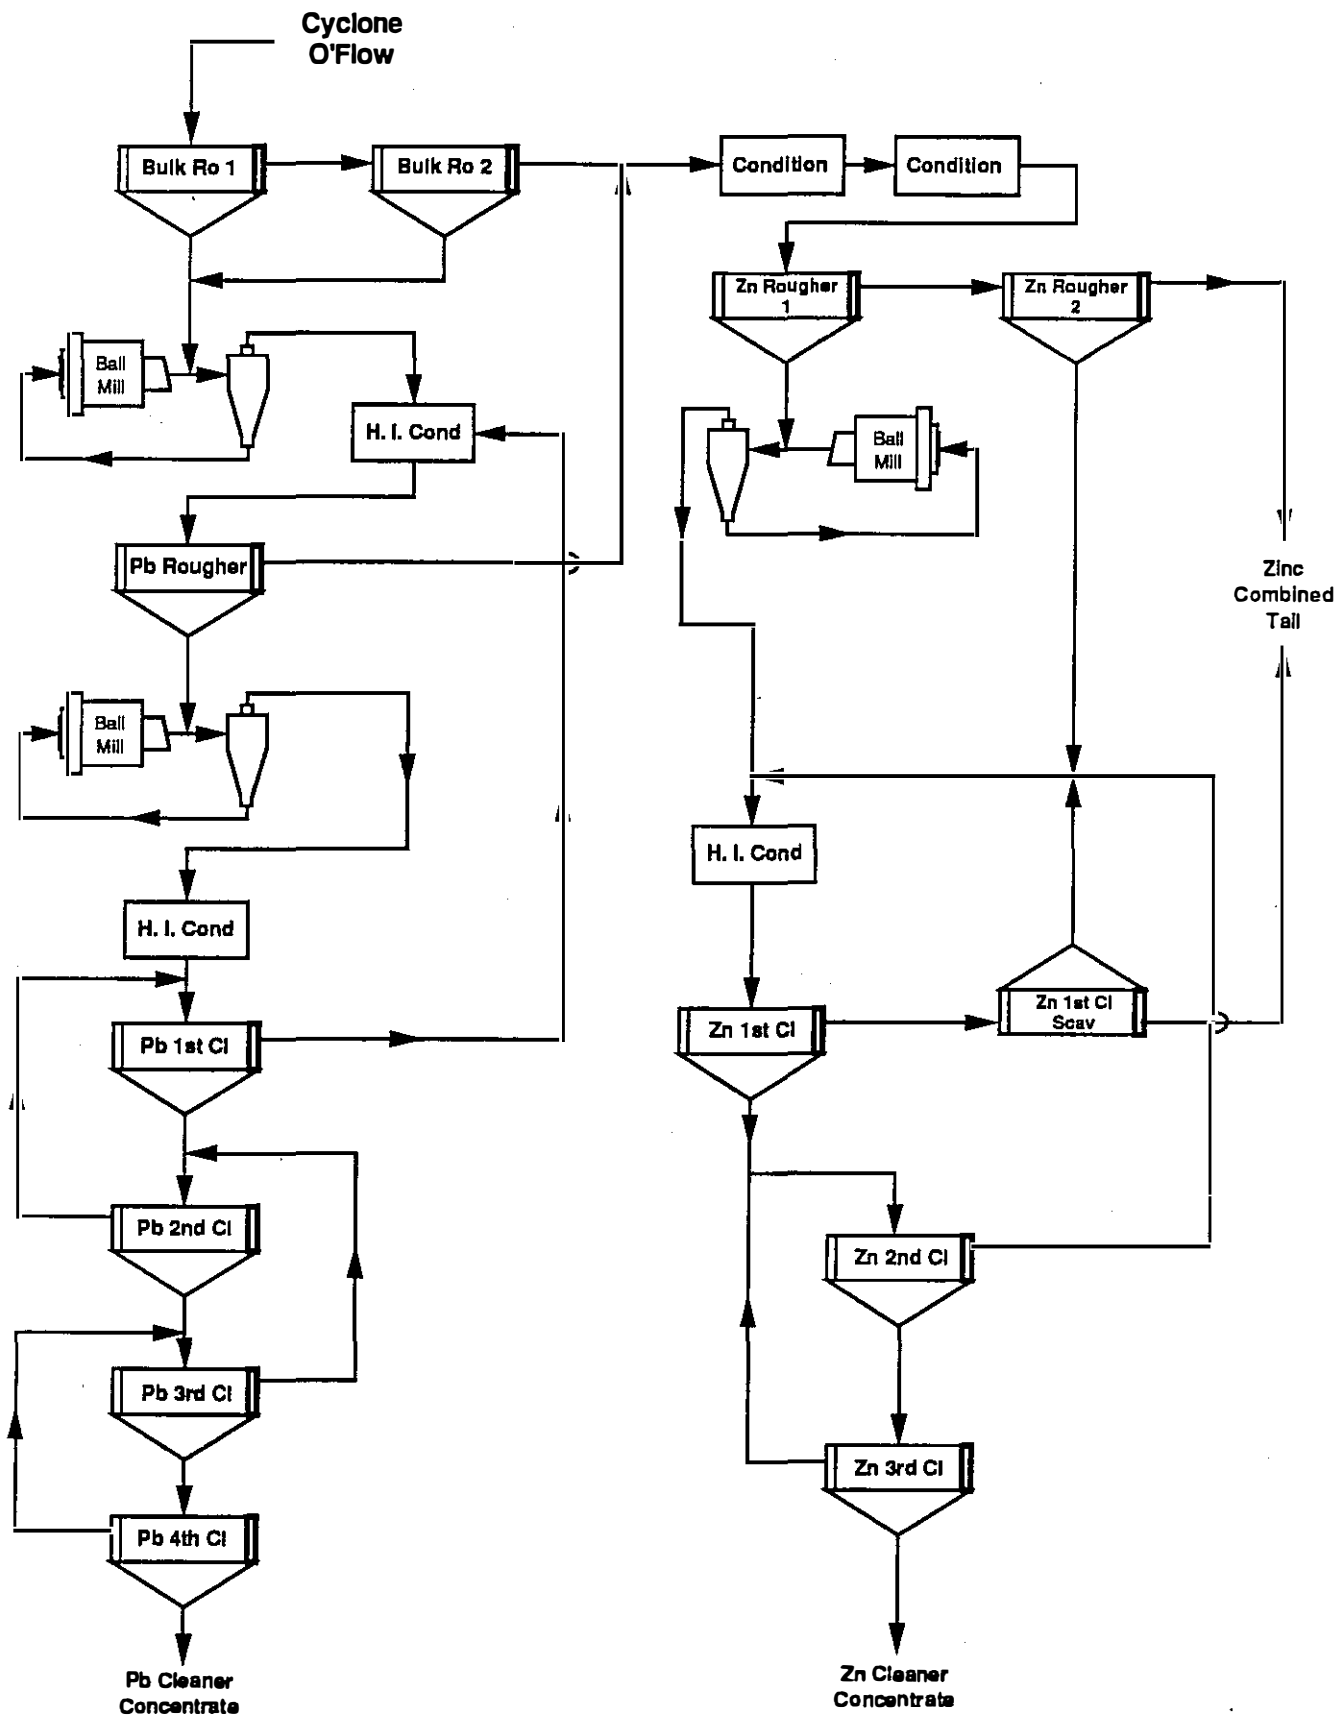 Cyclone
O'Flow
Bulk Ro 1
Bulk Ro 2
Condition
Condition
Zn Rougher
1
Zn Rougher
2
Ball
Mill
H. I. Cond
Ball
Mill
Pb Rougher
Zinc
Combined
Tail
Ball
Mill
H. I. Cond
H. I. Cond
Zn 1st Cl
Scav
Zn 1st Cl
Pb 1st Cl
Pb 2nd Cl
Zn 2nd Cl
Pb 3rd Cl
Zn 3rd Cl
Pb 4th Cl
Pb Cleaner
Concentrate
Zn Cleaner
Concentrate